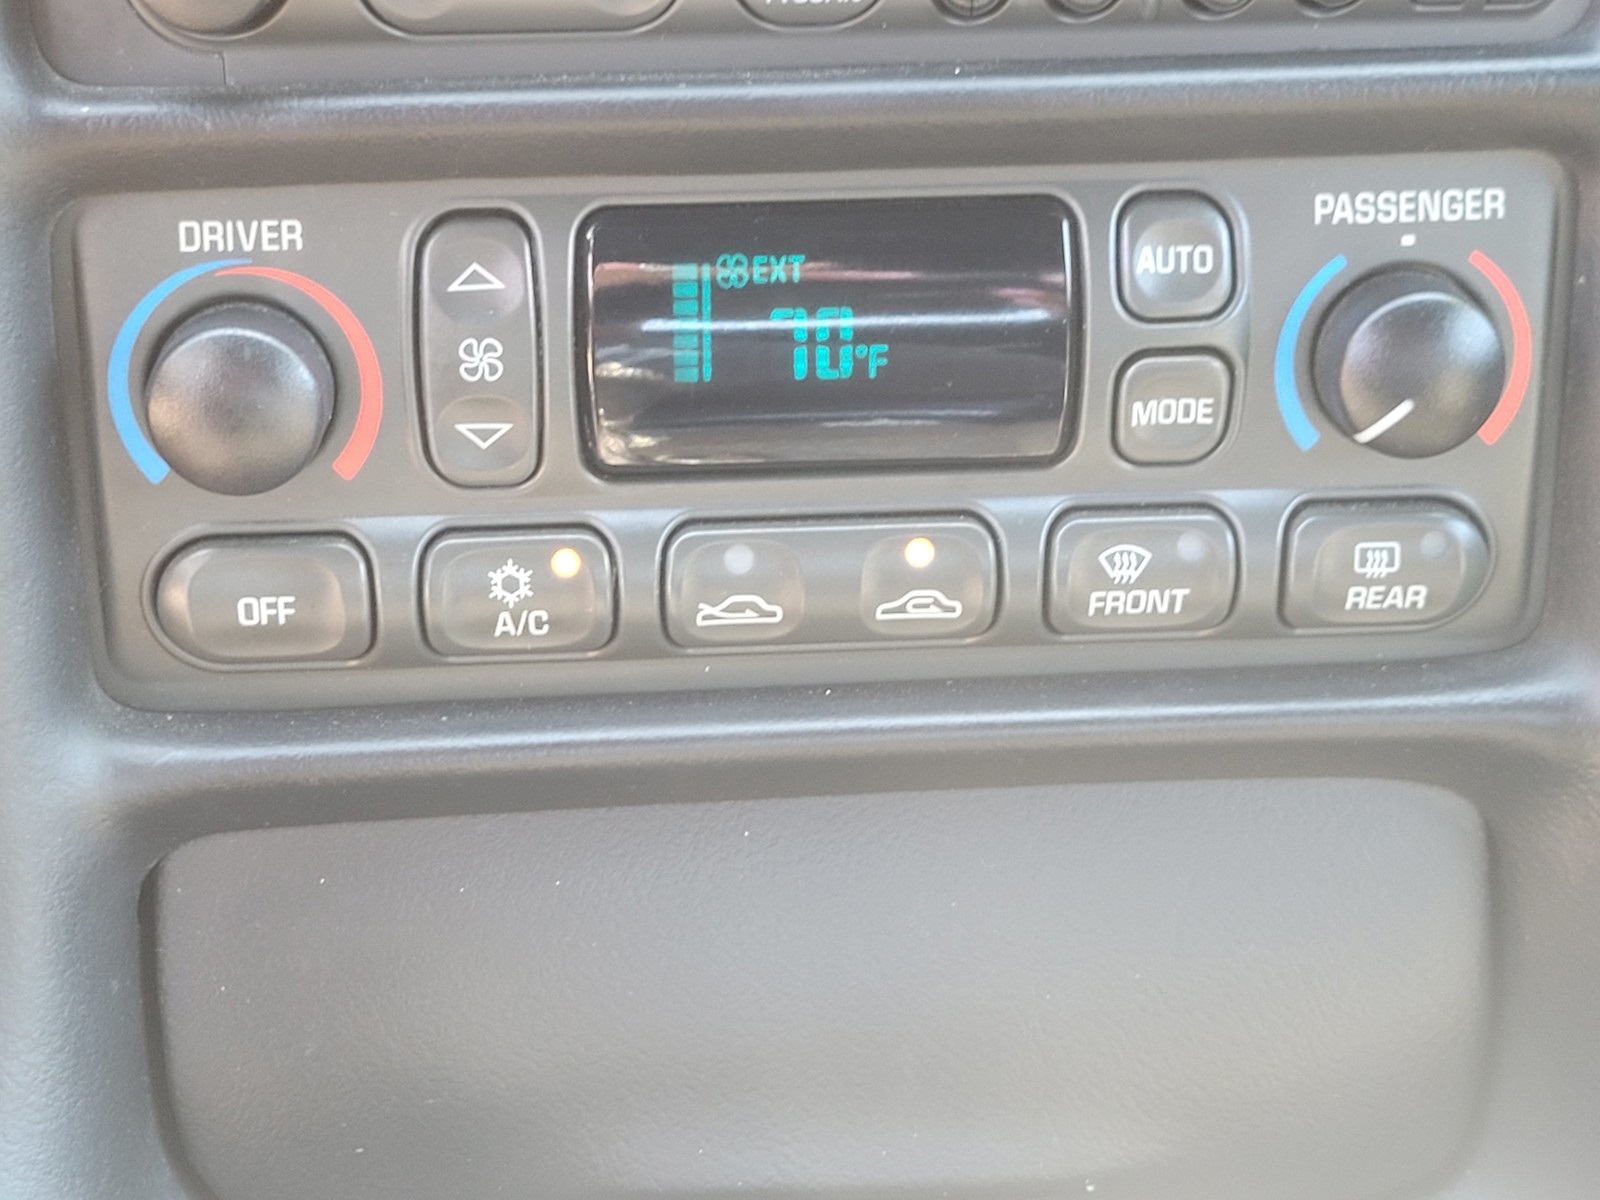 DRIVER
PASSENGER
EXT
70°F
AUTO
MODE
OFF
A/C
FRONT
REAR